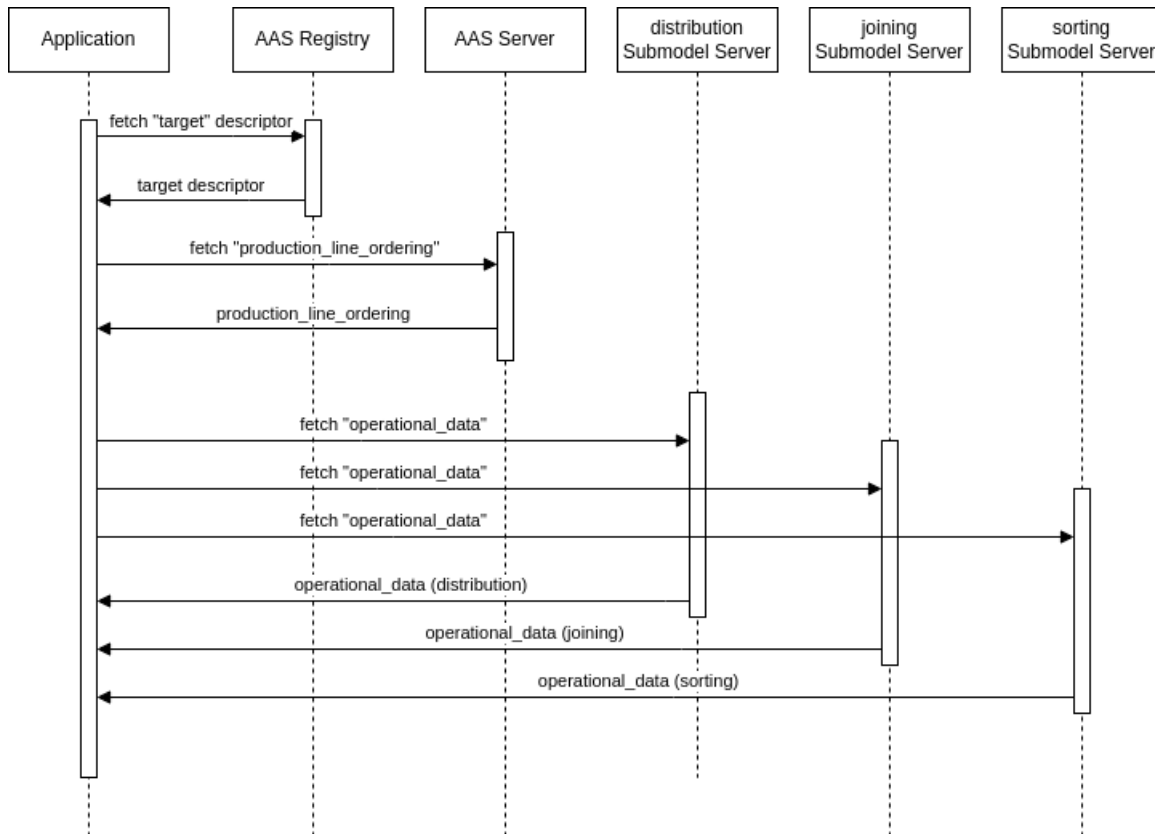 Application
AAS Registry
AAS Server
distribution
Submodel Server
joining
Submodel Server
sorting
Submodel Server
fetch "target" descriptor
target descriptor
fetch "production_line_ordering"
production_line_ordering
fetch "operational_data"
fetch "operational_data"
fetch "operational_data"
operational_data (distribution)
operational_data (joining)
operational_data (sorting)